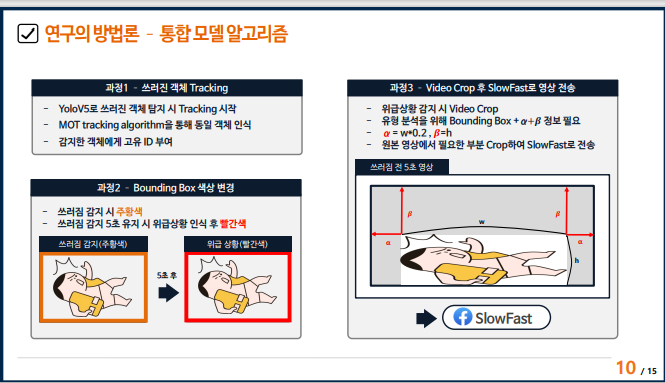 연구의 방법론 - 통합 모델 알고리즘
과정1 - 쓰러진 객체 Tracking
- YoloV5로 쓰러진 객체 탐지 시 Tracking 시작
- MOT tracking algorithm을 통해 동일 객체 인식
- 감지한 객체에게 고유 ID 부여
과정2 - Bounding Box 색상 변경
- 쓰러짐 감지 시 주황색
- 쓰러짐 감지 5초 유지 시 위급상황 인식 후 빨간색
쓰러짐 감지(주황색)
5초 후
위급 상황(빨간색)
과정3 - Video Crop 후 SlowFast로 영상 전송
- 위급상황 감지 시 Video Crop
- 유형 분석을 위해 Bounding Box + α+β 정보 필요
- α = w*0.2 , β=h
- 원본 영상에서 필요한 부분 Crop하여 SlowFast로 전송
쓰러짐 전 5초 영상
β
β
w
α
α
h
SlowFast
10 / 15